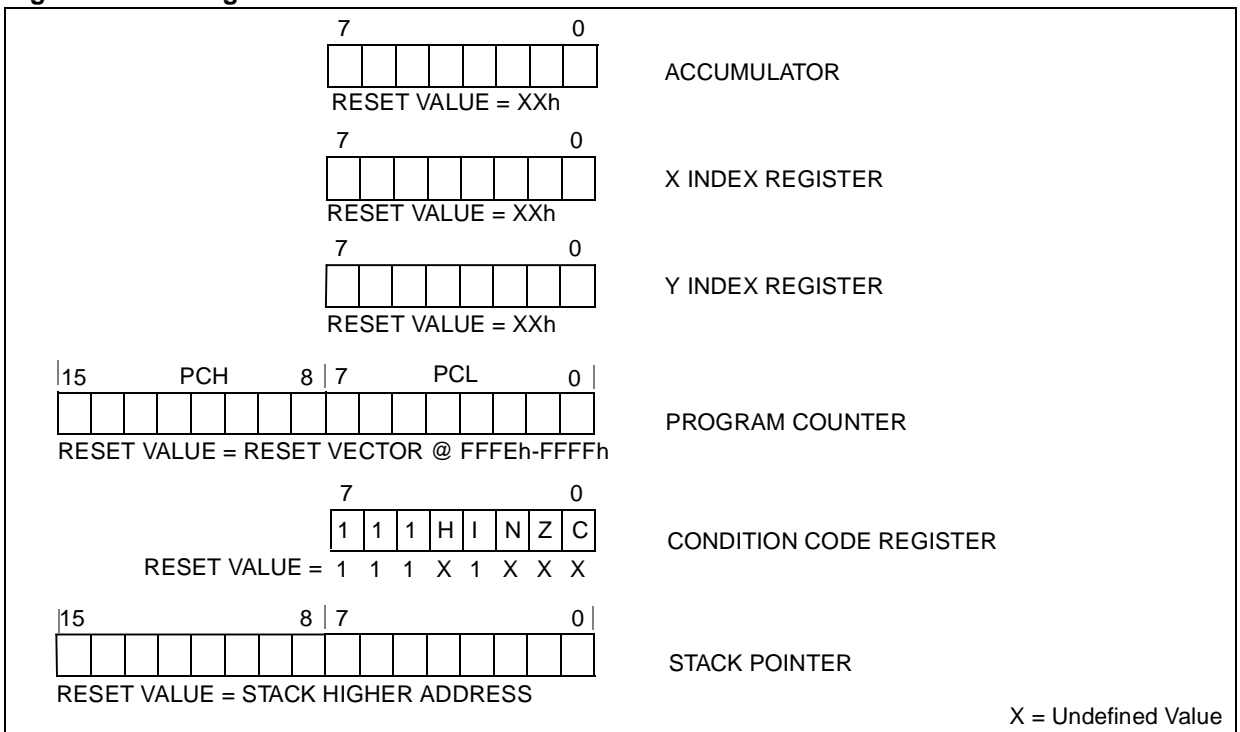 7 0
ACCUMULATOR
RESET VALUE = XXh
7 0
X INDEX REGISTER
RESET VALUE = XXh
7 0
Y INDEX REGISTER
RESET VALUE = XXh
15 PCH 8 7 PCL 0
PROGRAM COUNTER
RESET VALUE = RESET VECTOR @ FFFEh-FFFFh
7 0
1 1 1 H I N Z C
CONDITION CODE REGISTER
RESET VALUE = 1 1 1 X 1 X X X
15 8 7 0
STACK POINTER
RESET VALUE = STACK HIGHER ADDRESS
X = Undefined Value